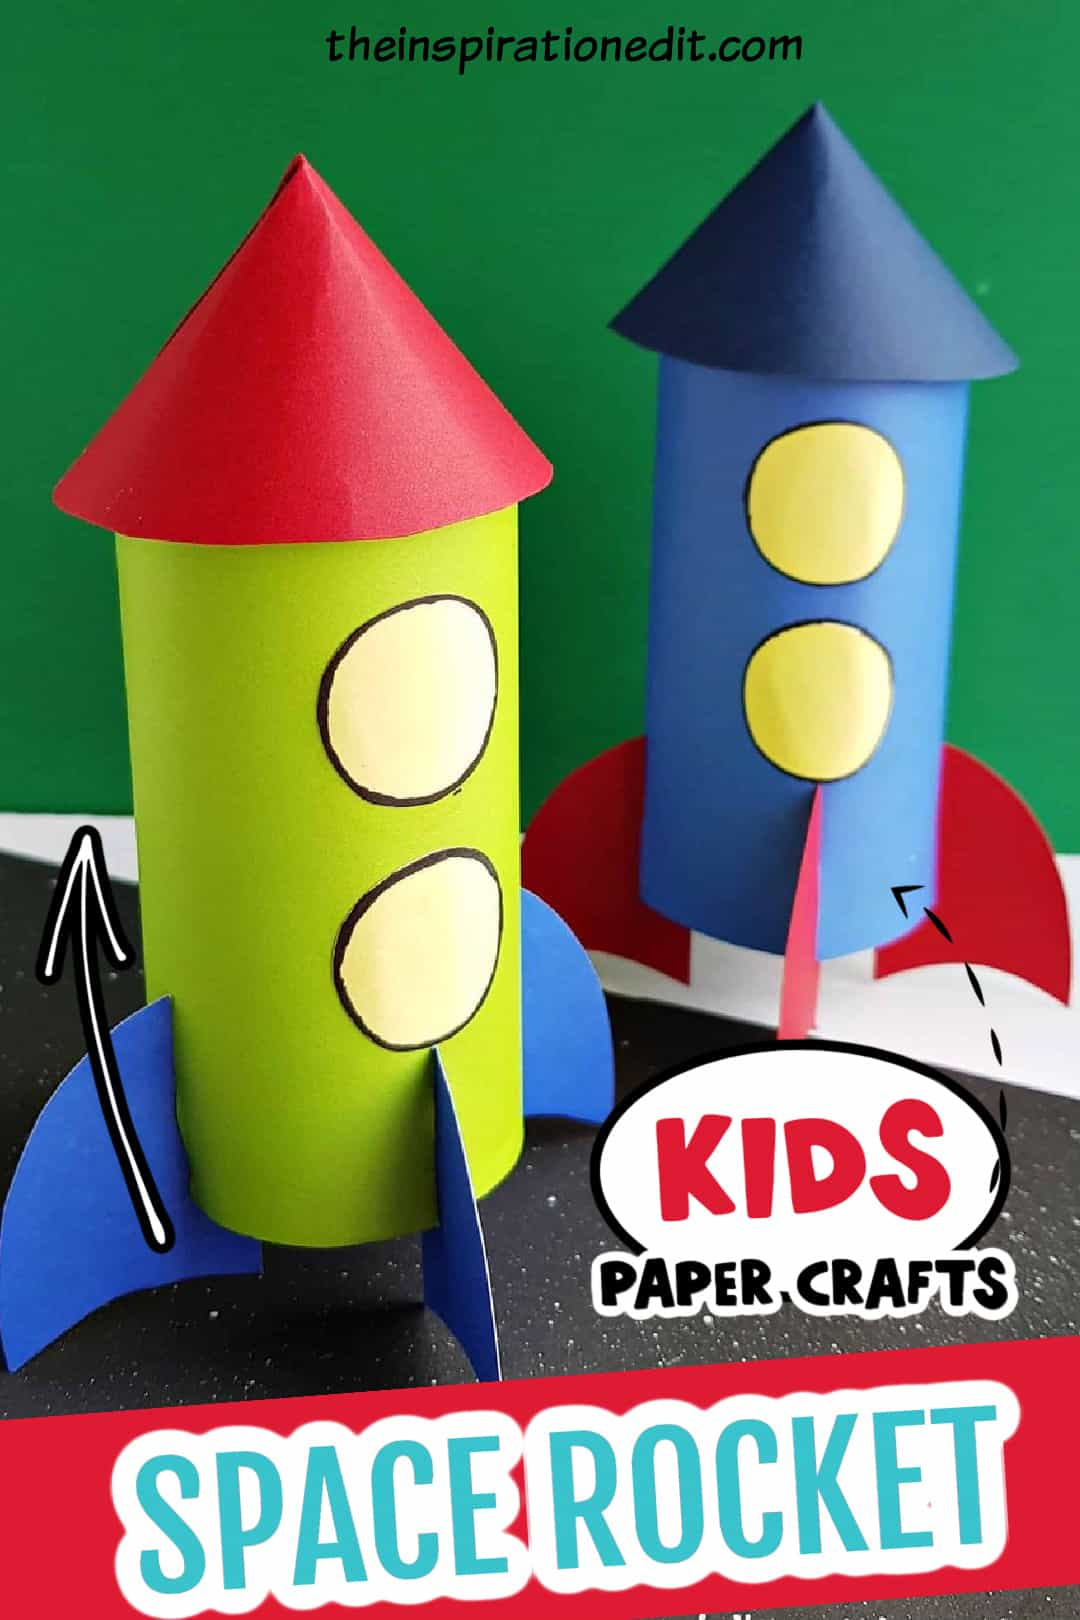 theinspirationedit.com
KIDS
PAPER CRAFTS
SPACE ROCKET